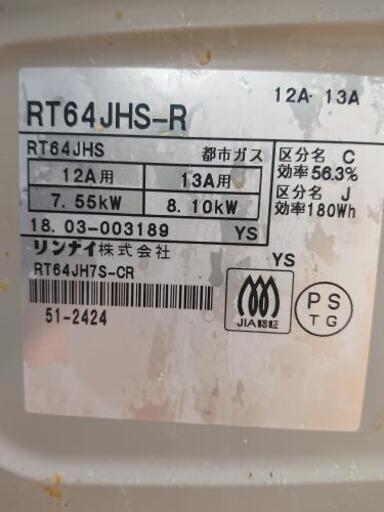 12A- 13A
RT64JHS-R
RT64JHS 都市ガス
12A用 13A用
7.55kW 8.10kW
区分名 C
効率56.3%
区分名 J
効率180Wh
18.03-003189 YS
リンナイ株式会社
YS
RT64JH7S-CR
51-2424
JIA認証
PS
TG